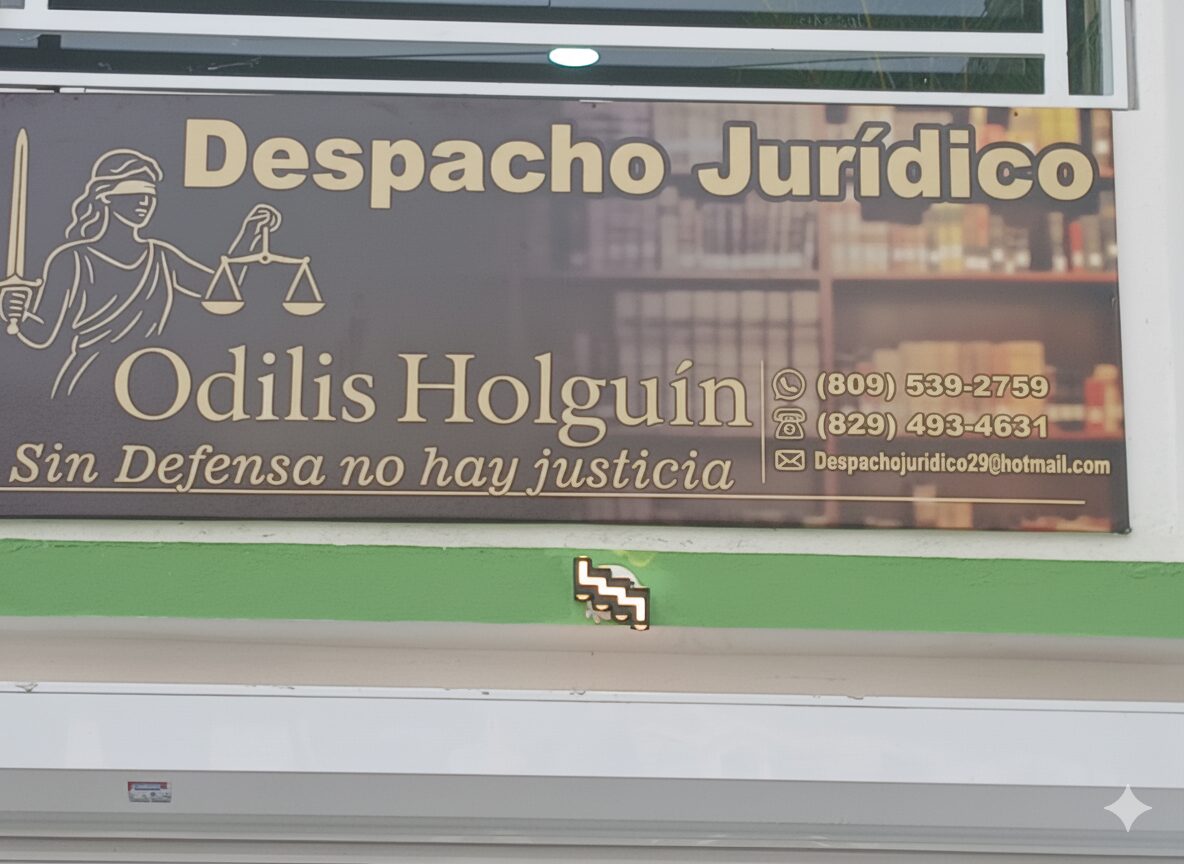 Despacho Jurídico
Odilis Holguín
Sin Defensa no hay justicia
(809) 539-2759
(829) 493-4631
Despachojuridico29@hotmail.com